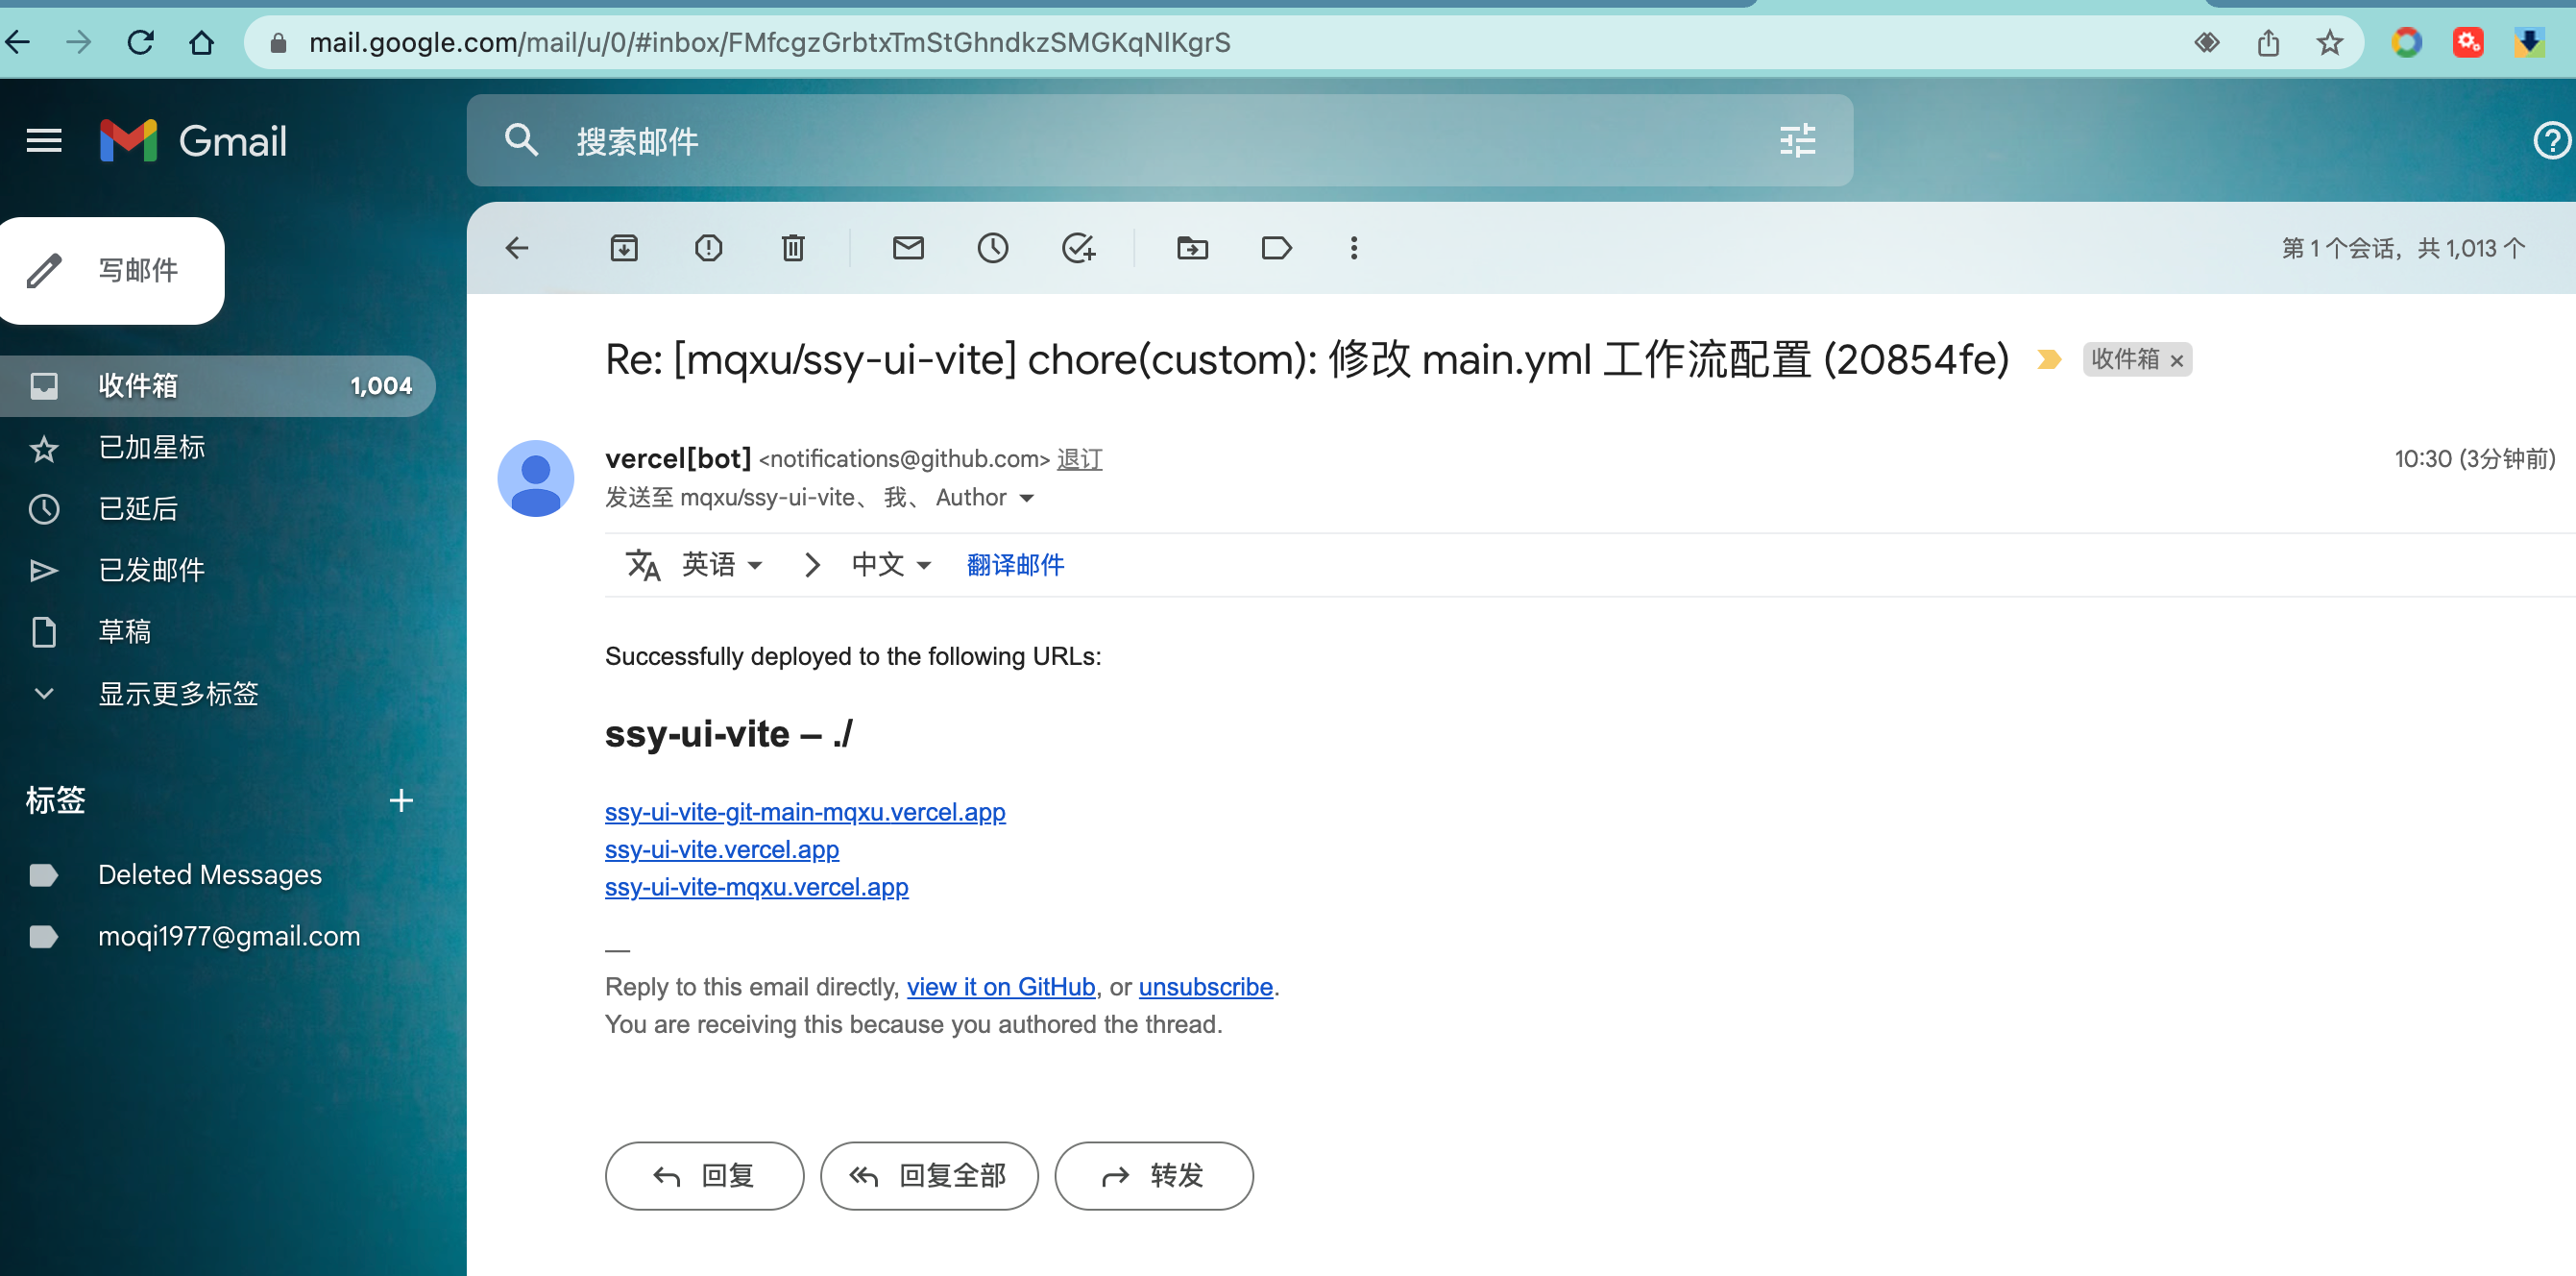 mail.google.com/mail/u/0/#inbox/FMfcgzGrbtxTmStGhndkzSMGKqNlKgrS
Gmail
搜索邮件
写邮件
第 1 个会话，共 1,013 个
收件箱 1,004
已加星标
已延后
已发邮件
草稿
显示更多标签
标签
Deleted Messages
moqi1977@gmail.com
Re: [mqxu/ssy-ui-vite] chore(custom): 修改 main.yml 工作流配置 (20854fe) 收件箱 ×
vercel[bot] <notifications@github.com> 退订 10:30 (3分钟前)
发送至 mqxu/ssy-ui-vite、 我、 Author
英语 中文 翻译邮件
Successfully deployed to the following URLs:
ssy-ui-vite – ./
ssy-ui-vite-git-main-mqxu.vercel.app
ssy-ui-vite.vercel.app
ssy-ui-vite-mqxu.vercel.app
—
Reply to this email directly, view it on GitHub, or unsubscribe.
You are receiving this because you authored the thread.
回复 回复全部 转发